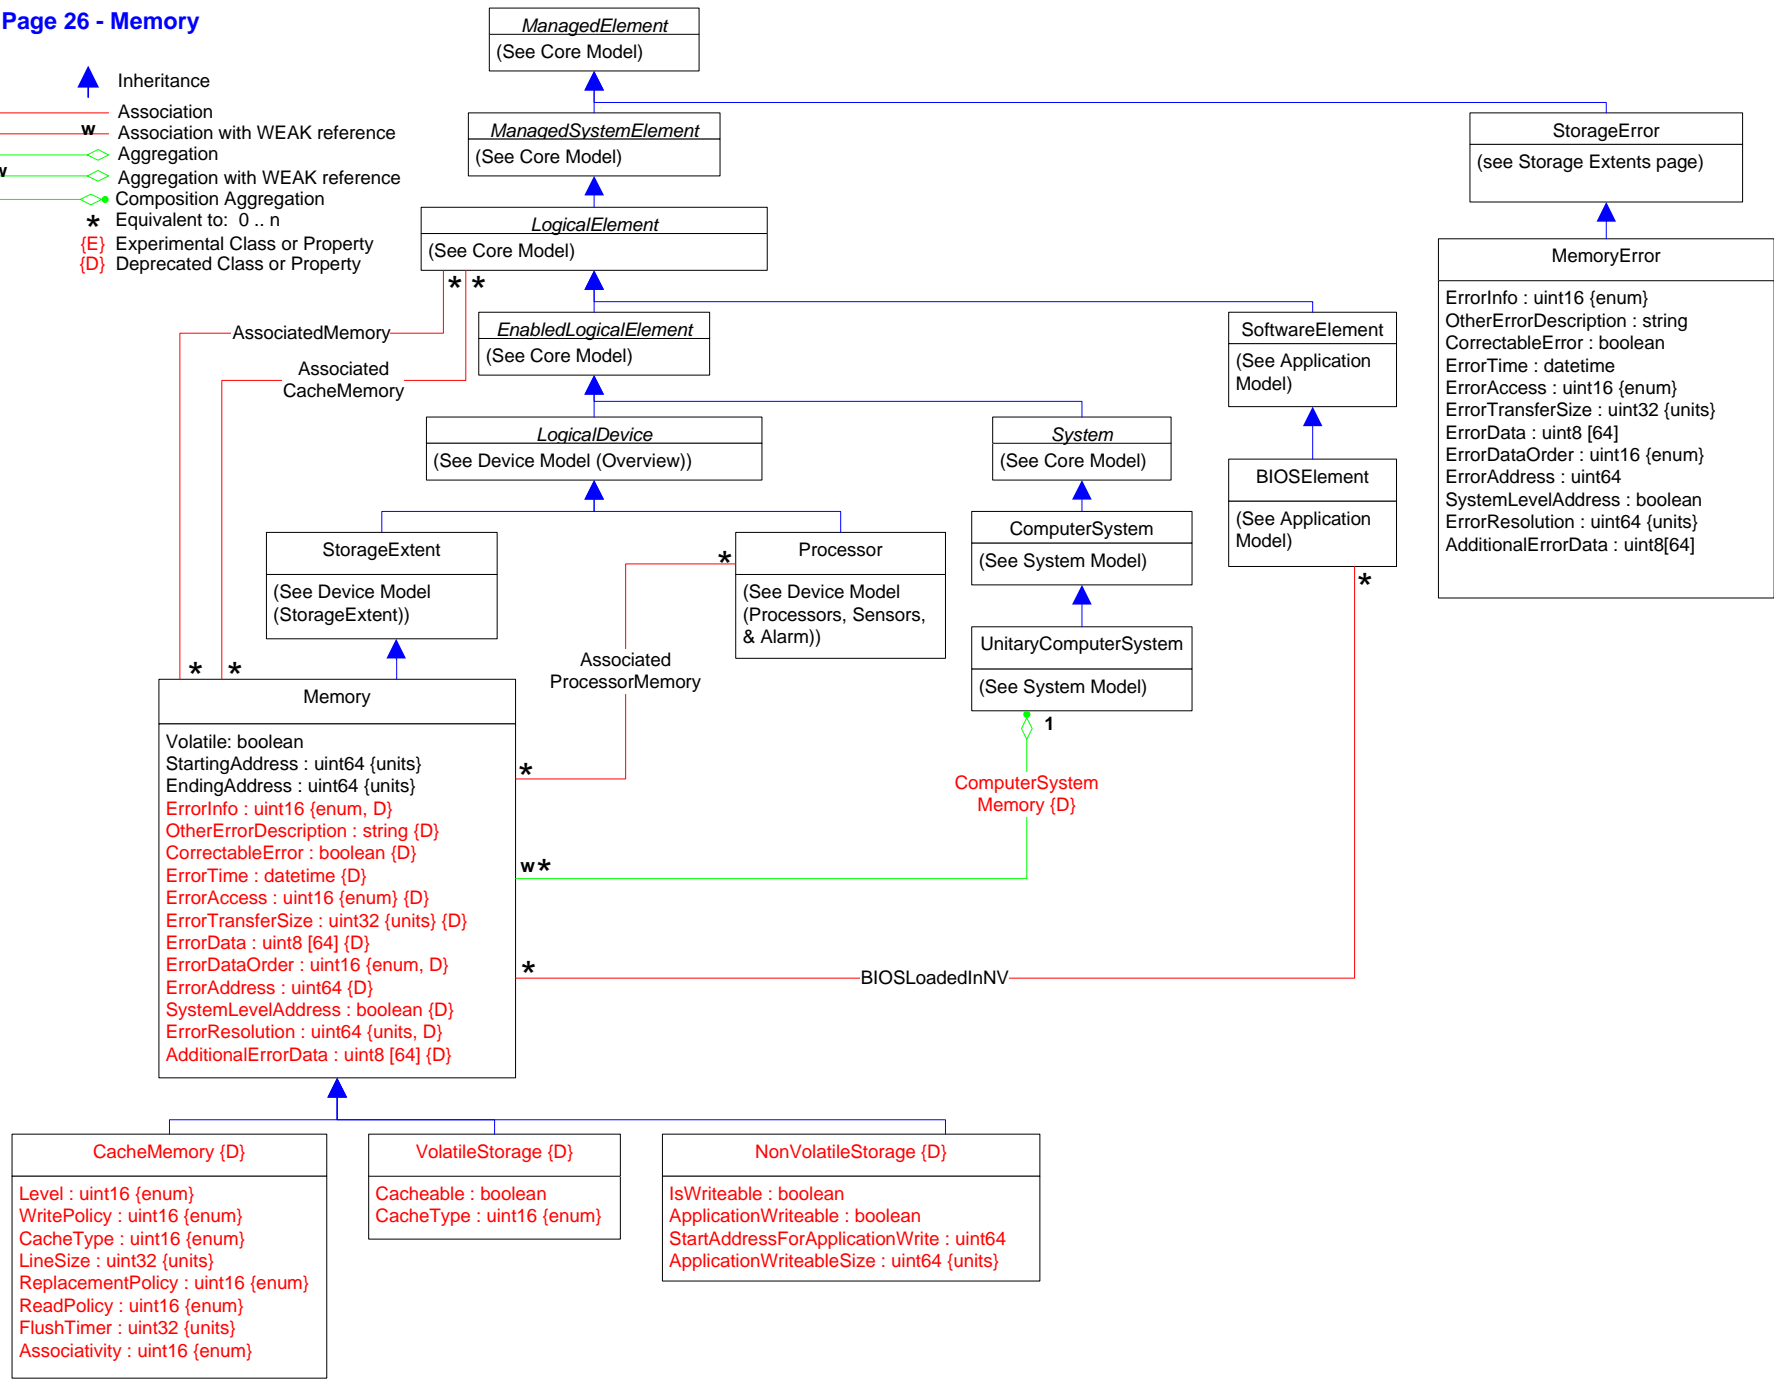 Page 26 - Memory
Inheritance
Association
w Association with WEAK reference
Aggregation
w Aggregation with WEAK reference
Composition Aggregation
* Equivalent to: 0 .. n
{E} Experimental Class or Property
{D} Deprecated Class or Property
ManagedElement
(See Core Model)
ManagedSystemElement
(See Core Model)
StorageError
(see Storage Extents page)
LogicalElement
(See Core Model)
* *
MemoryError
ErrorInfo : uint16 {enum}
OtherErrorDescription : string
CorrectableError : boolean
ErrorTime : datetime
ErrorAccess : uint16 {enum}
ErrorTransferSize : uint32 {units}
ErrorData : uint8 [64]
ErrorDataOrder : uint16 {enum}
ErrorAddress : uint64
SystemLevelAddress : boolean
ErrorResolution : uint64 {units}
AdditionalErrorData : uint8[64]
AssociatedMemory
Associated
CacheMemory
EnabledLogicalElement
(See Core Model)
SoftwareElement
(See Application
Model)
LogicalDevice
(See Device Model (Overview))
System
(See Core Model)
BIOSElement
(See Application
Model)
*
StorageExtent
(See Device Model
(StorageExtent))
*
Processor
(See Device Model
(Processors, Sensors,
& Alarm))
ComputerSystem
(See System Model)
UnitaryComputerSystem
(See System Model)
1
Associated
ProcessorMemory
ComputerSystem
Memory {D}
* *
Memory
Volatile: boolean
StartingAddress : uint64 {units}
EndingAddress : uint64 {units}
ErrorInfo : uint16 {enum, D}
OtherErrorDescription : string {D}
CorrectableError : boolean {D}
ErrorTime : datetime {D}
ErrorAccess : uint16 {enum} {D}
ErrorTransferSize : uint32 {units} {D}
ErrorData : uint8 [64] {D}
ErrorDataOrder : uint16 {enum, D}
ErrorAddress : uint64 {D}
SystemLevelAddress : boolean {D}
ErrorResolution : uint64 {units, D}
AdditionalErrorData : uint8 [64] {D}
*
w*
*
BIOSLoadedInNV
CacheMemory {D}
Level : uint16 {enum}
WritePolicy : uint16 {enum}
CacheType : uint16 {enum}
LineSize : uint32 {units}
ReplacementPolicy : uint16 {enum}
ReadPolicy : uint16 {enum}
FlushTimer : uint32 {units}
Associativity : uint16 {enum}
VolatileStorage {D}
Cacheable : boolean
CacheType : uint16 {enum}
NonVolatileStorage {D}
IsWriteable : boolean
ApplicationWriteable : boolean
StartAddressForApplicationWrite : uint64
ApplicationWriteableSize : uint64 {units}